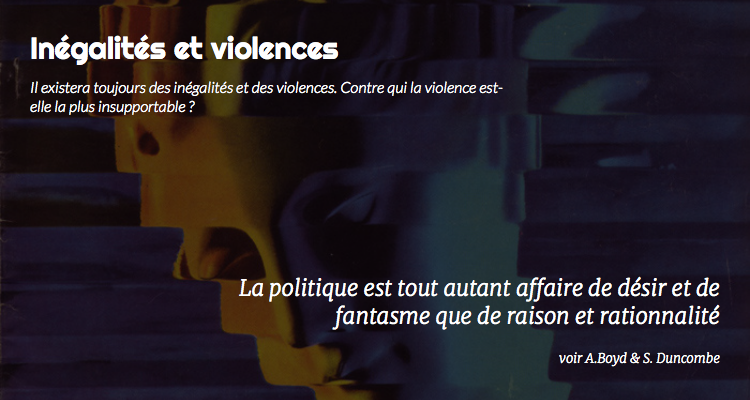 Inégalités et violences
Il existera toujours des inégalités et des violences. Contre qui la violence est-
elle la plus insupportable ?
La politique est tout autant affaire de désir et de
fantasme que de raison et rationnalité
voir A.Boyd & S. Duncombe